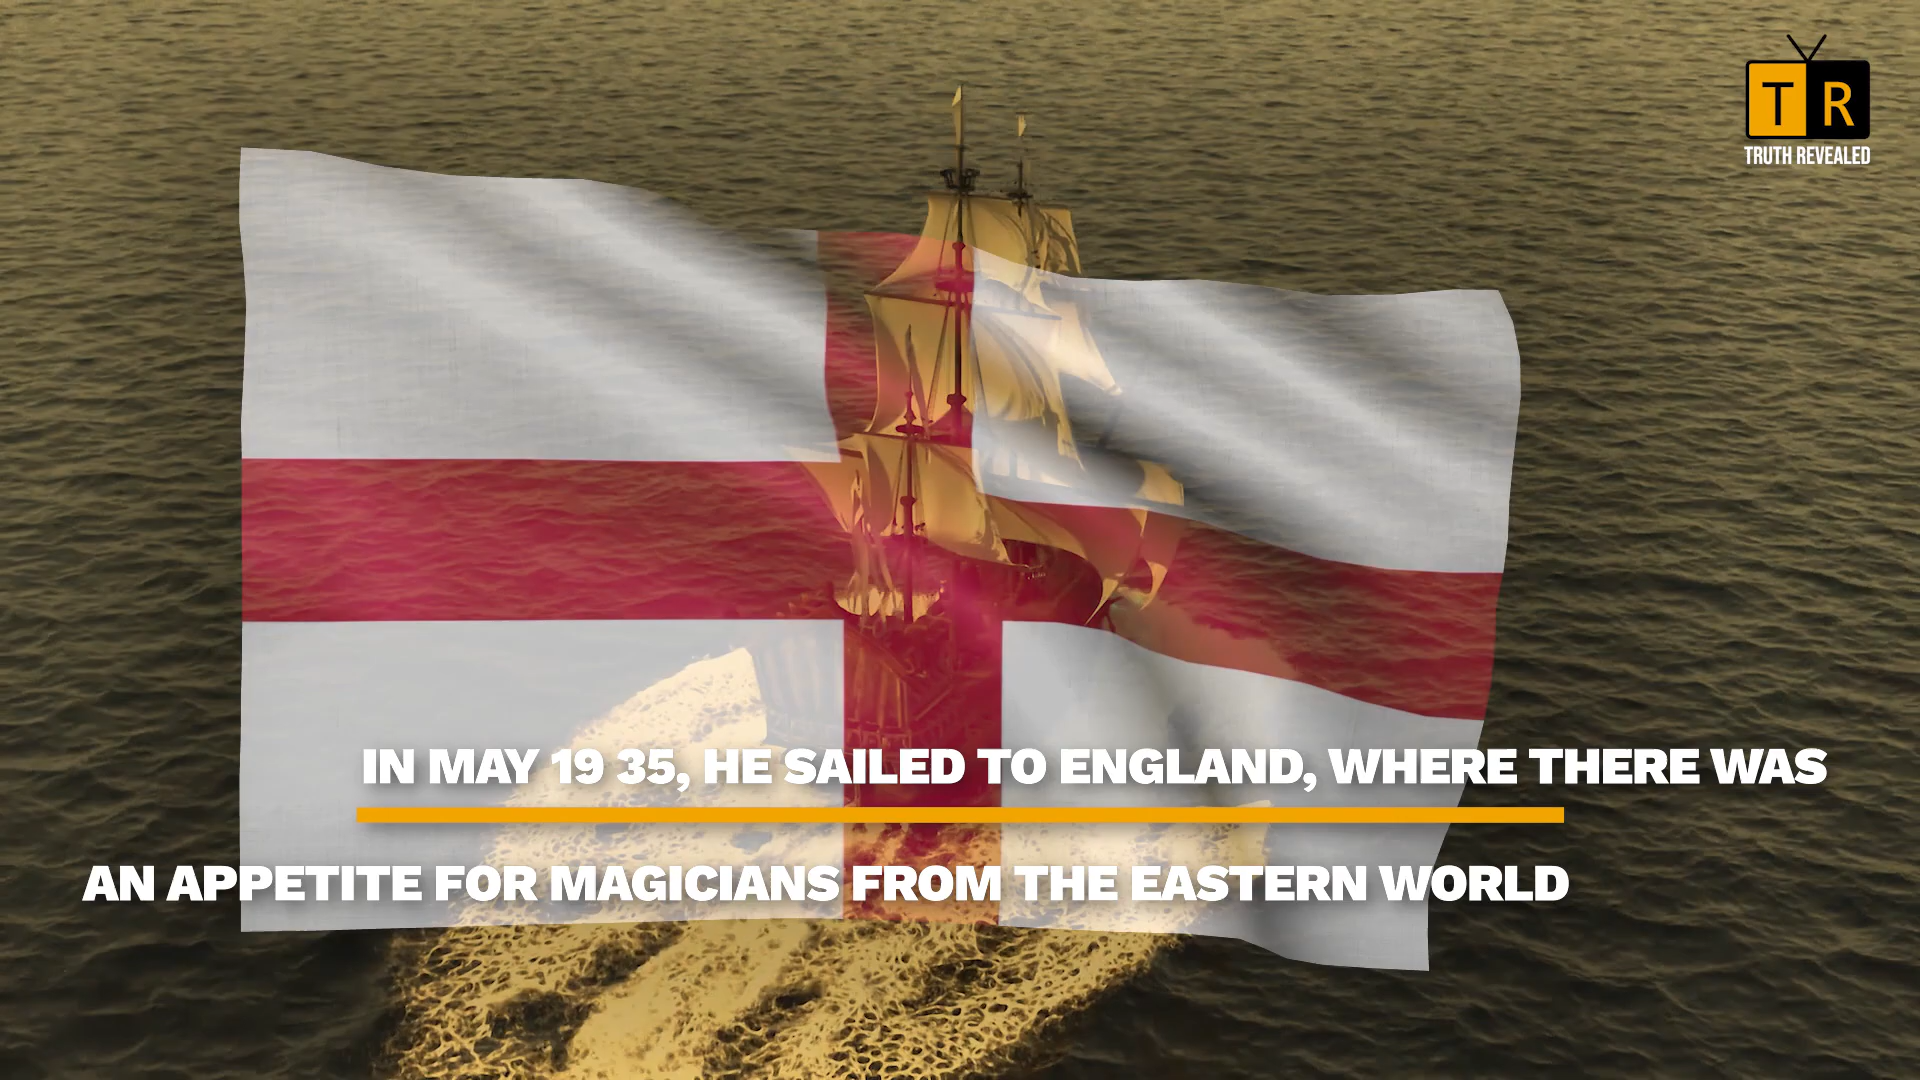 T R
TRUTH REVEALED
IN MAY 19 35, HE SAILED TO ENGLAND, WHERE THERE WAS
AN APPETITE FOR MAGICIANS FROM THE EASTERN WORLD